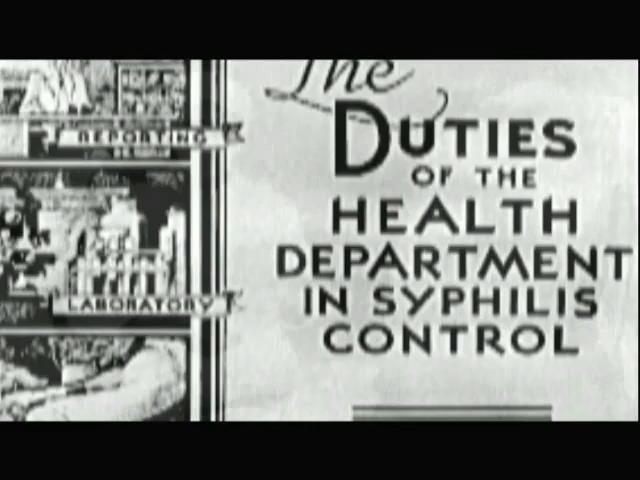 The
DUTIES
OF THE
HEALTH
DEPARTMENT
IN SYPHILIS
CONTROL
REPORTING
LABORATORY